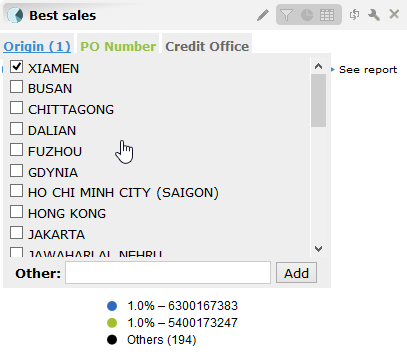 Best sales
Origin (1) PO Number Credit Office
XIAMEN See report
BUSAN
CHITTAGONG
DALIAN
FUZHOU
GDYNIA
HO CHI MINH CITY (SAIGON)
HONG KONG
JAKARTA
JAWAHARLAL NEHRU
Other: Add
1.0% – 6300167383
1.0% – 5400173247
Others (194)